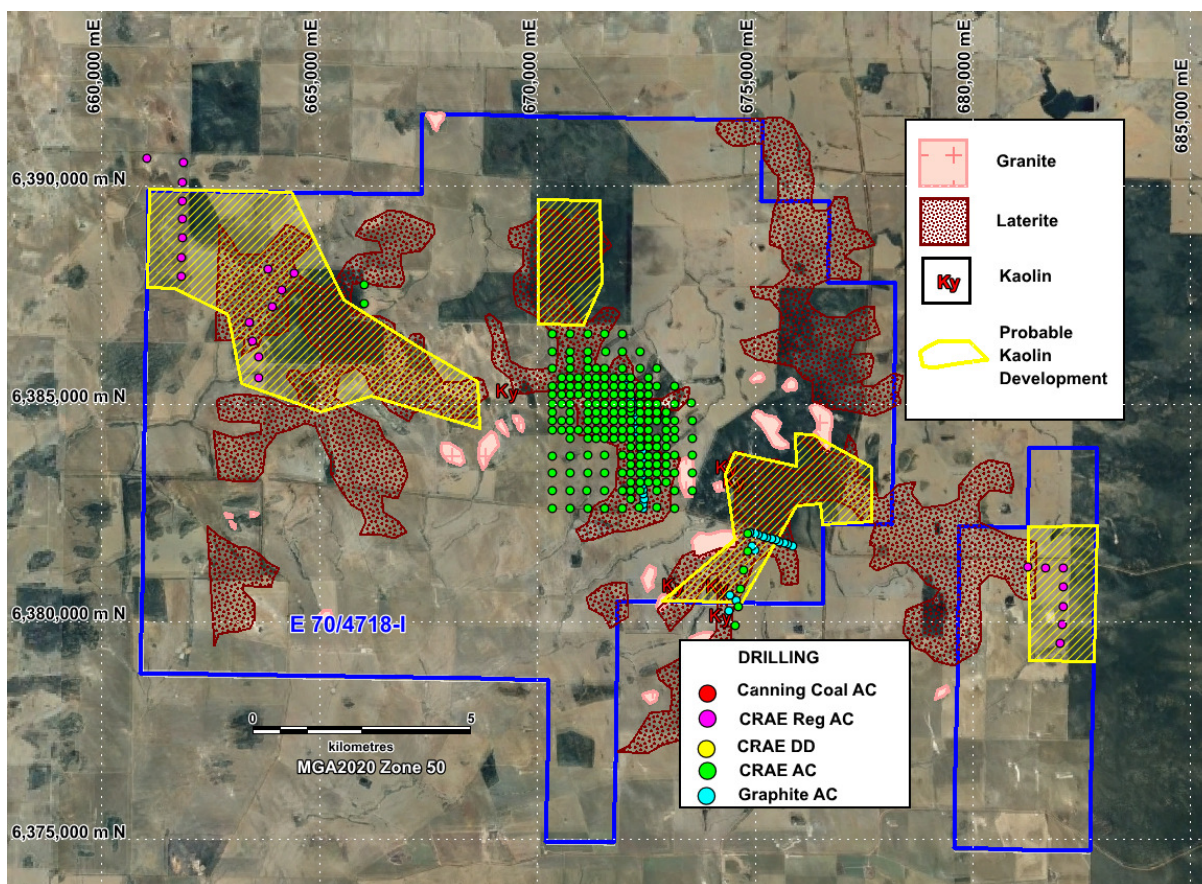 660,000 mE
665,000 mE
670,000 mE
675,000 mE
680,000 mE
685,000 mE
6,390,000 m N
6,385,000 m N
6,380,000 m N
6,375,000 m N
Granite
Laterite
Ky
Kaolin
Probable
Kaolin
Development
Ky
K
K
Ky
E 70/4718-I
0
5
kilometres
MGA2020 Zone 50
DRILLING
Canning Coal AC
CRAE Reg AC
CRAE DD
CRAE AC
Graphite AC